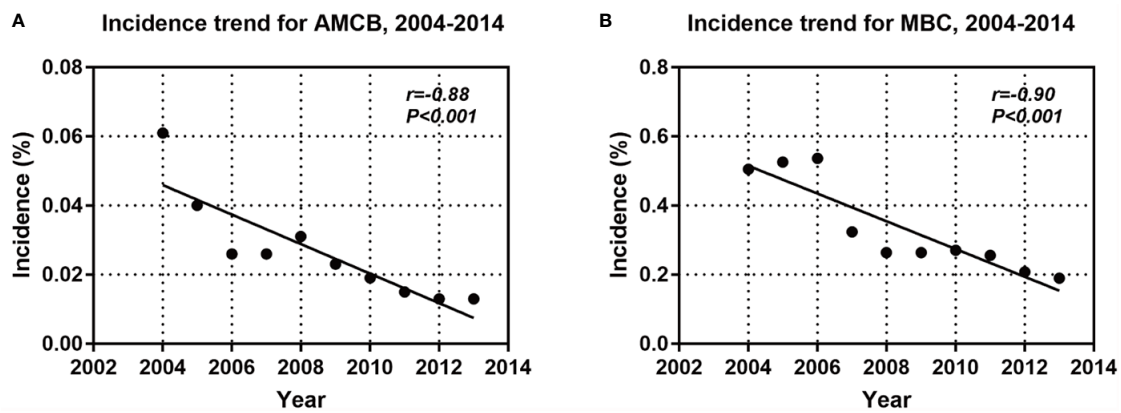 A
Incidence trend for AMCB, 2004-2014
0.08
0.06
0.04
0.02
0.00
Incidence (%)
r=-0.88
P<0.001
2002 2004 2006 2008 2010 2012 2014
Year
B
Incidence trend for MBC, 2004-2014
0.8
0.6
0.4
0.2
0.0
Incidence (%)
r=-0.90
P<0.001
2002 2004 2006 2008 2010 2012 2014
Year